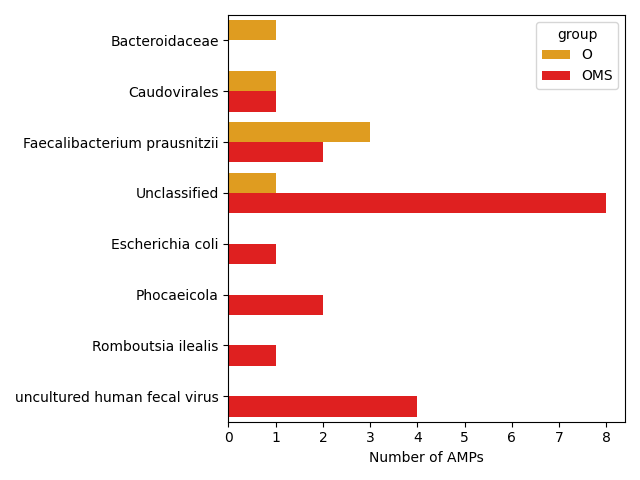 group
O
OMS
Bacteroidaceae
Caudovirales
Faecalibacterium prausnitzii
Unclassified
Escherichia coli
Phocaeicola
Romboutsia ilealis
uncultured human fecal virus
0 1 2 3 4 5 6 7 8
Number of AMPs